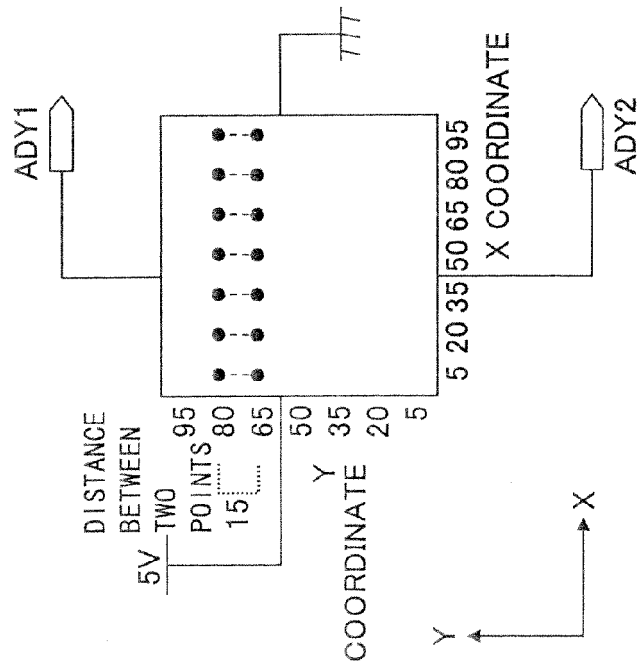 ADY1
DISTANCE
BETWEEN
TWO
POINTS
15
5V
95
80
65
50
35
20
5
Y
COORDINATE
5 20 35 50 65 80 95
X COORDINATE
ADY2
Y
X